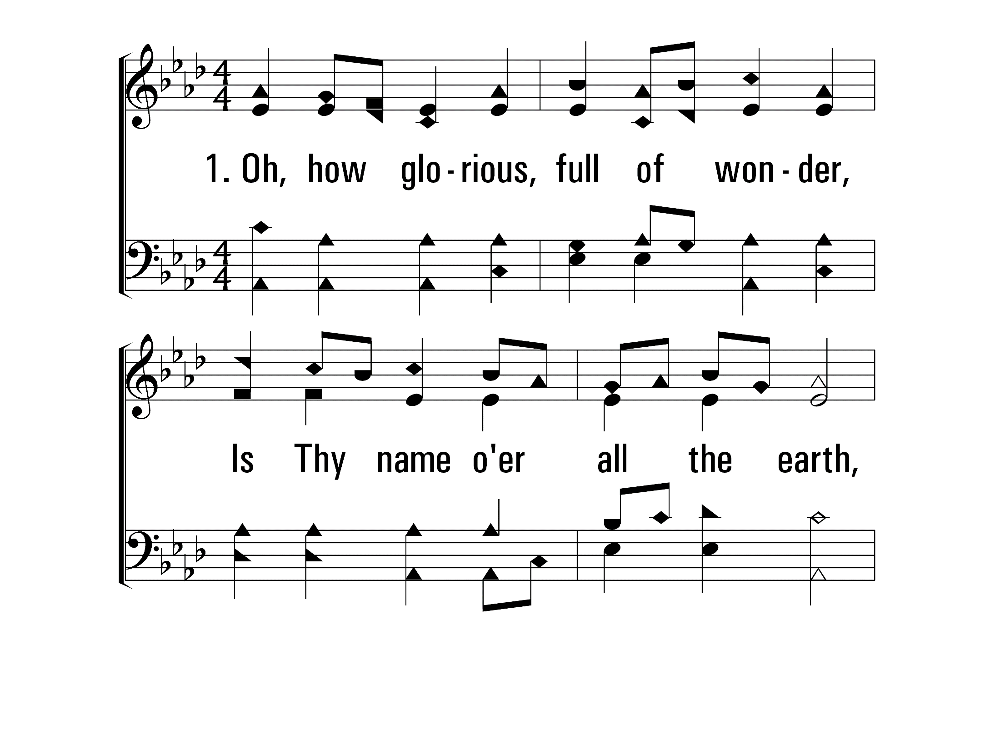 1. Oh, how glo - rious, full of won - der,
Is Thy name o'er all the earth,